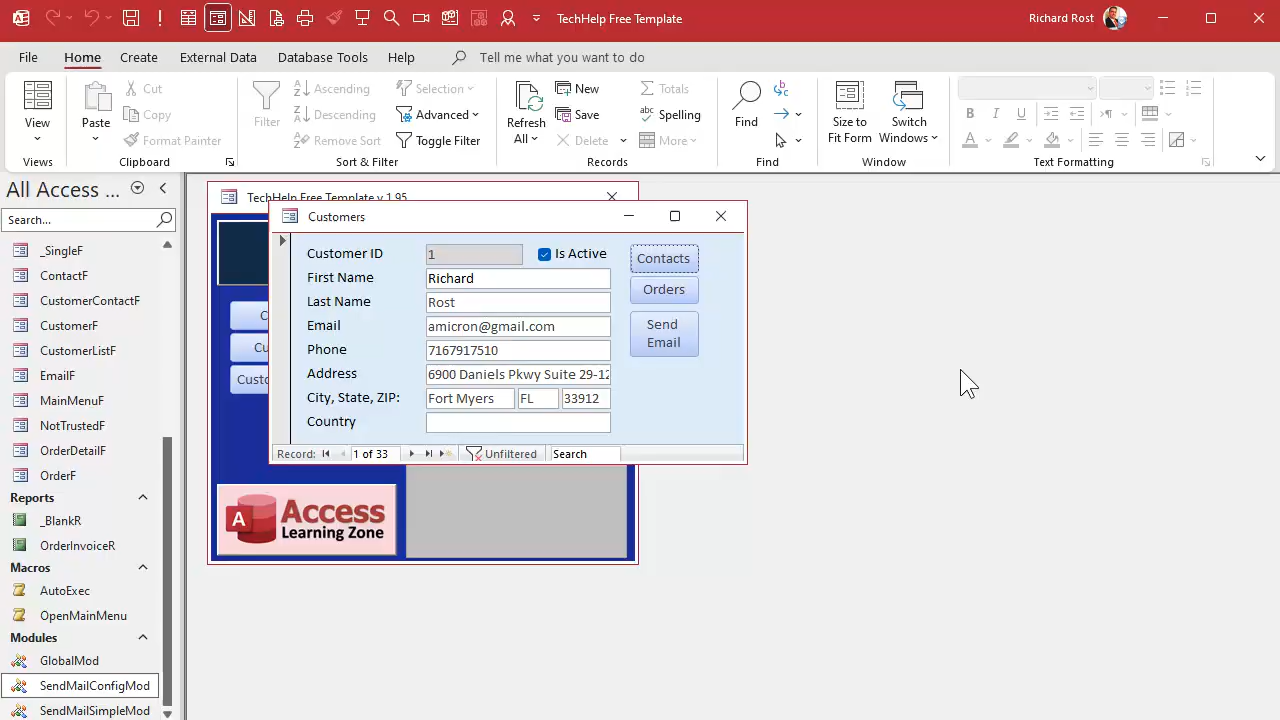 TechHelp Free Template
Richard Rost
File
Home
Create
External Data
Database Tools
Help
Tell me what you want to do
View
Views
Paste
Cut
Copy
Format Painter
Clipboard
Filter
Ascending
Descending
Remove Sort
Selection
Advanced
Toggle Filter
Sort & Filter
Refresh
All
New
Save
Delete
Totals
Spelling
More
Records
Find
Find
Size to
Fit Form
Switch
Windows
Window
B I U
Text Formatting
All Access ...
Search...
_SingleF
ContactF
CustomerContactF
CustomerF
CustomerListF
EmailF
MainMenuF
NotTrustedF
OrderDetailF
OrderF
Reports
_BlankR
OrderInvoiceR
Macros
AutoExec
OpenMainMenu
Modules
GlobalMod
SendMailConfigMod
SendMailSimpleMod
TechHelp Free Template v 1.95
Cu
Custo
Access
Learning Zone
Customers
Customer ID 1 Is Active
First Name Richard
Last Name Rost
Email amicron@gmail.com
Phone 7167917510
Address 6900 Daniels Pkwy Suite 29-12
City, State, ZIP: Fort Myers FL 33912
Country
Contacts
Orders
Send
Email
Record: 1 of 33 Unfiltered Search